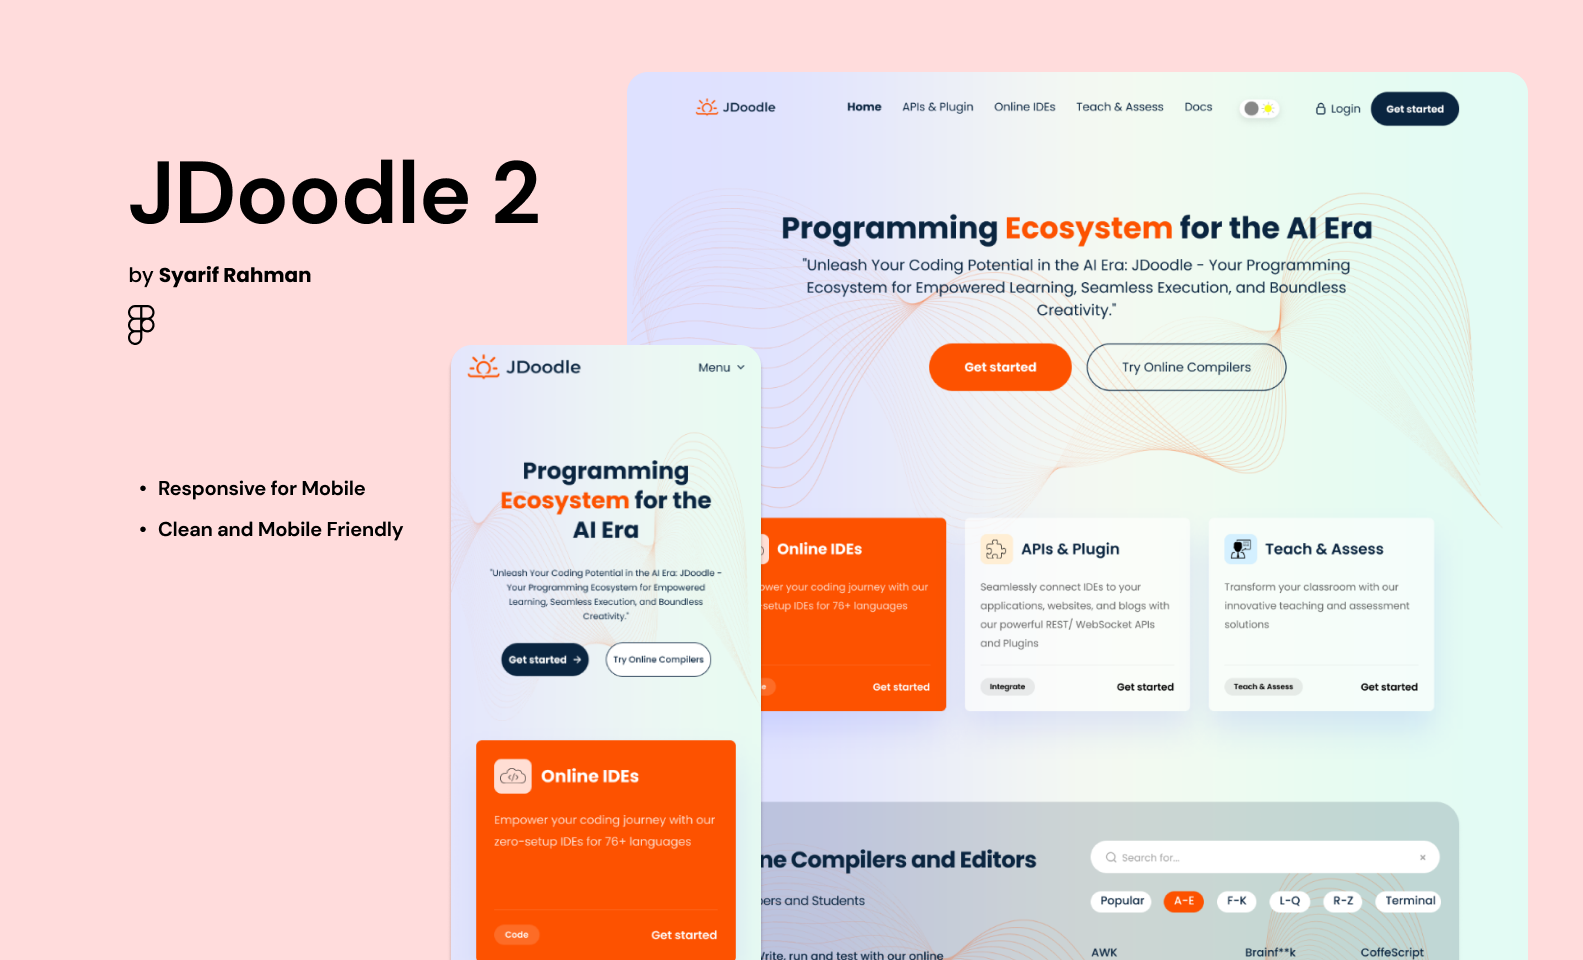 JDoodle 2
by Syarif Rahman
• Responsive for Mobile
• Clean and Mobile Friendly
JDoodle
Home APIs & Plugin Online IDEs Teach & Assess Docs Login Get started
Programming Ecosystem for the AI Era
"Unleash Your Coding Potential in the AI Era: JDoodle - Your Programming
Ecosystem for Empowered Learning, Seamless Execution, and Boundless
Creativity."
Get started Try Online Compilers
Online IDEs
your coding journey with our
-setup IDEs for 76+ languages
Get started
APIs & Plugin
Seamlessly connect IDEs to your
applications, websites, and blogs with
our powerful REST/ WebSocket APIs
and Plugins
Integrate Get started
Teach & Assess
Transform your classroom with our
innovative teaching and assessment
solutions
Teach & Assess Get started
Compilers and Editors
Search for... ×
and Students
Popular A-E F-K L-Q R-Z Terminal
run and test with our online
AWK Brainf**k CoffeScript
JDoodle Menu
Programming
Ecosystem for the
AI Era
"Unleash Your Coding Potential in the AI Era: JDoodle -
Your Programming Ecosystem for Empowered
Learning, Seamless Execution, and Boundless
Creativity."
Get started → Try Online Compilers
Online IDEs
Empower your coding journey with our
zero-setup IDEs for 76+ languages
Code Get started